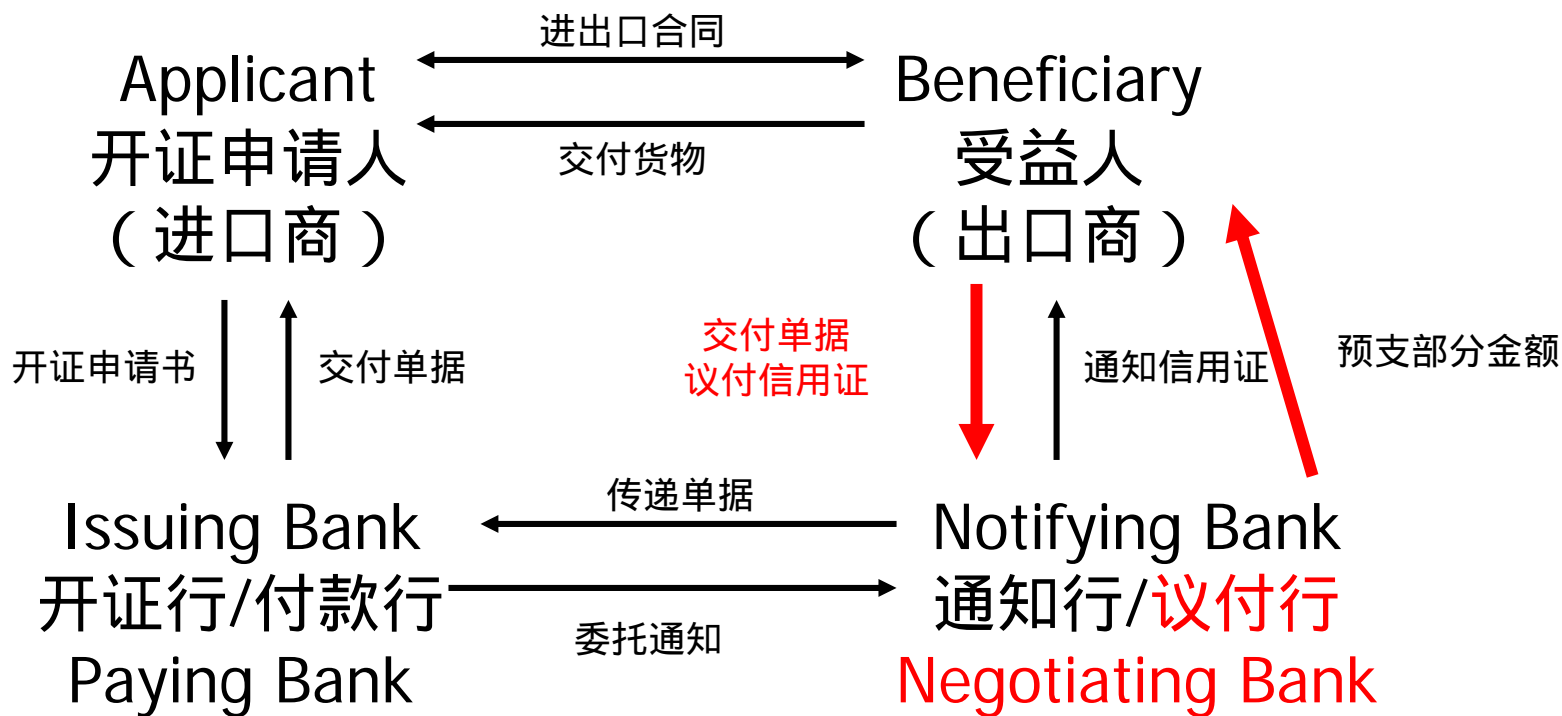 进出口合同
Applicant
开证申请人
（进口商）
Beneficiary
受益人
（出口商）
交付货物
开证申请书
交付单据
交付单据
议付信用证
通知信用证
预支部分金额
传递单据
Issuing Bank
开证行/付款行
Paying Bank
委托通知
Notifying Bank
通知行/议付行
Negotiating Bank